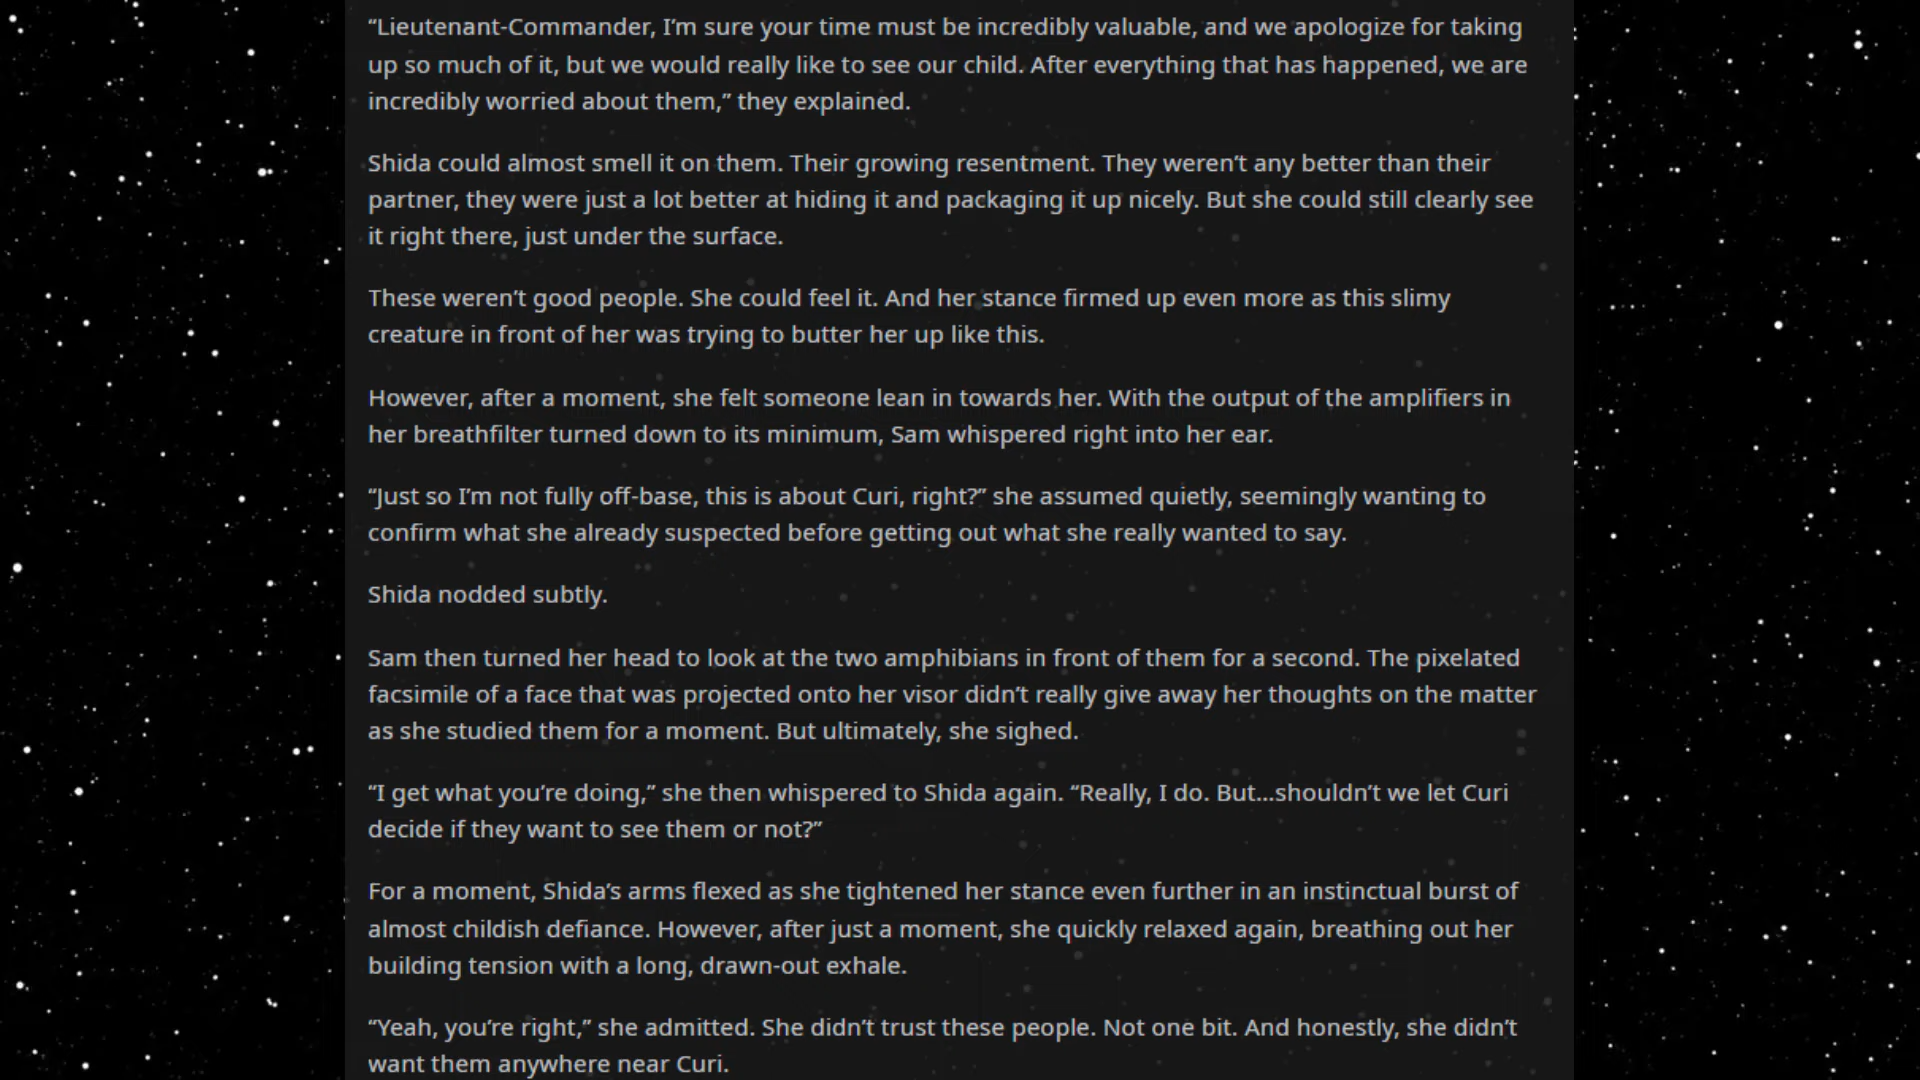 “Lieutenant-Commander, I’m sure your time must be incredibly valuable, and we apologize for taking
up so much of it, but we would really like to see our child. After everything that has happened, we are
incredibly worried about them,” they explained.
Shida could almost smell it on them. Their growing resentment. They weren’t any better than their
partner, they were just a lot better at hiding it and packaging it up nicely. But she could still clearly see
it right there, just under the surface.
These weren’t good people. She could feel it. And her stance firmed up even more as this slimy
creature in front of her was trying to butter her up like this.
However, after a moment, she felt someone lean in towards her. With the output of the amplifiers in
her breathfilter turned down to its minimum, Sam whispered right into her ear.
“Just so I’m not fully off-base, this is about Curi, right?” she assumed quietly, seemingly wanting to
confirm what she already suspected before getting out what she really wanted to say.
Shida nodded subtly.
Sam then turned her head to look at the two amphibians in front of them for a second. The pixelated
facsimile of a face that was projected onto her visor didn’t really give away her thoughts on the matter
as she studied them for a moment. But ultimately, she sighed.
“I get what you’re doing,” she then whispered to Shida again. “Really, I do. But…shouldn’t we let Curi
decide if they want to see them or not?”
For a moment, Shida’s arms flexed as she tightened her stance even further in an instinctual burst of
almost childish defiance. However, after just a moment, she quickly relaxed again, breathing out her
building tension with a long, drawn-out exhale.
“Yeah, you’re right,” she admitted. She didn’t trust these people. Not one bit. And honestly, she didn’t
want them anywhere near Curi.